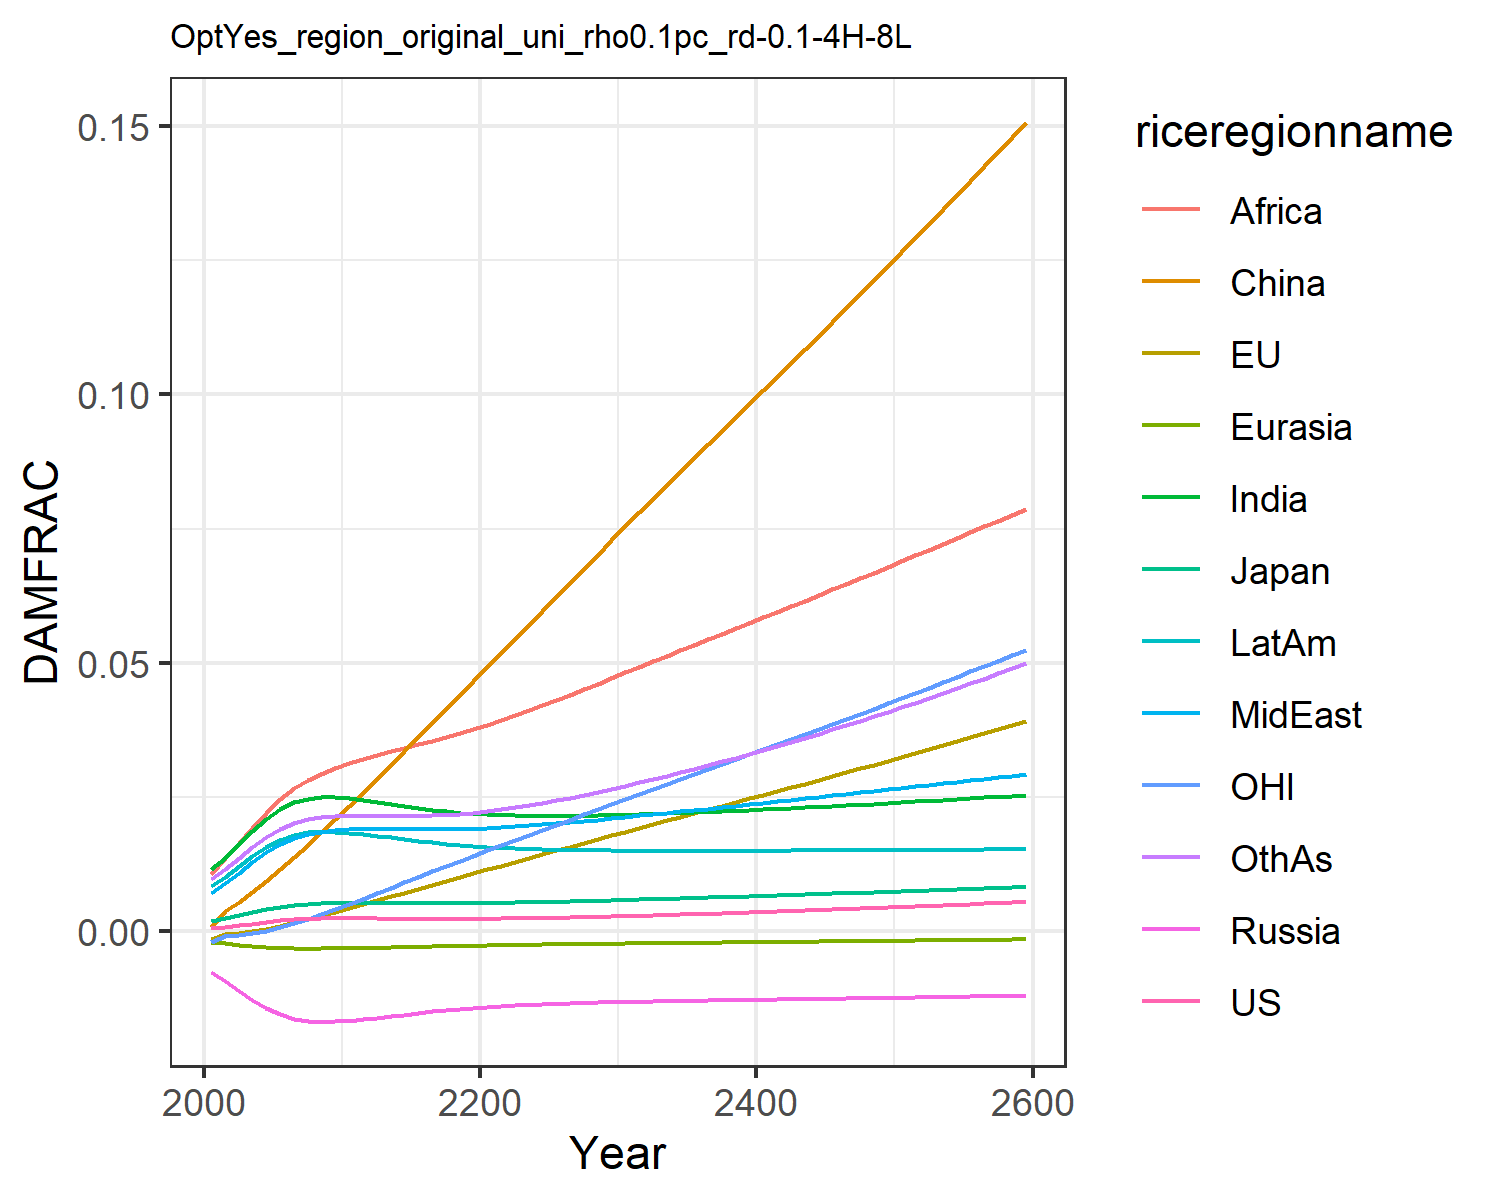 OptYes_region_original_uni_rho0.1pc_rd-0.1-4H-8L
0.15
0.10
0.05
0.00
DAMFRAC
2000 2200 2400 2600
Year
riceregionname
Africa
China
EU
Eurasia
India
Japan
LatAm
MidEast
OHI
OthAs
Russia
US